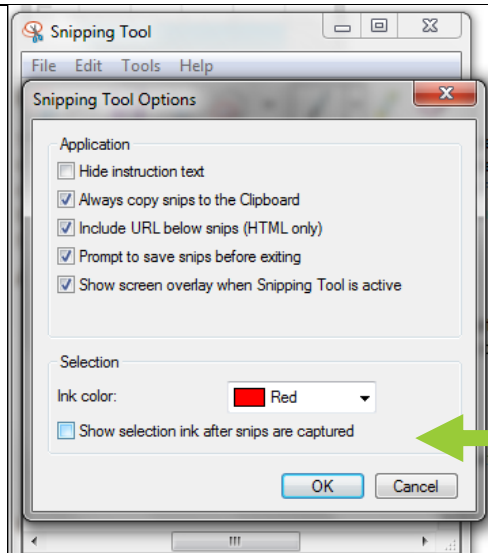 Snipping Tool
File Edit Tools Help
Snipping Tool Options
Application
Hide instruction text
Always copy snips to the Clipboard
Include URL below snips (HTML only)
Prompt to save snips before exiting
Show screen overlay when Snipping Tool is active
Selection
Ink color: Red
Show selection ink after snips are captured
OK Cancel